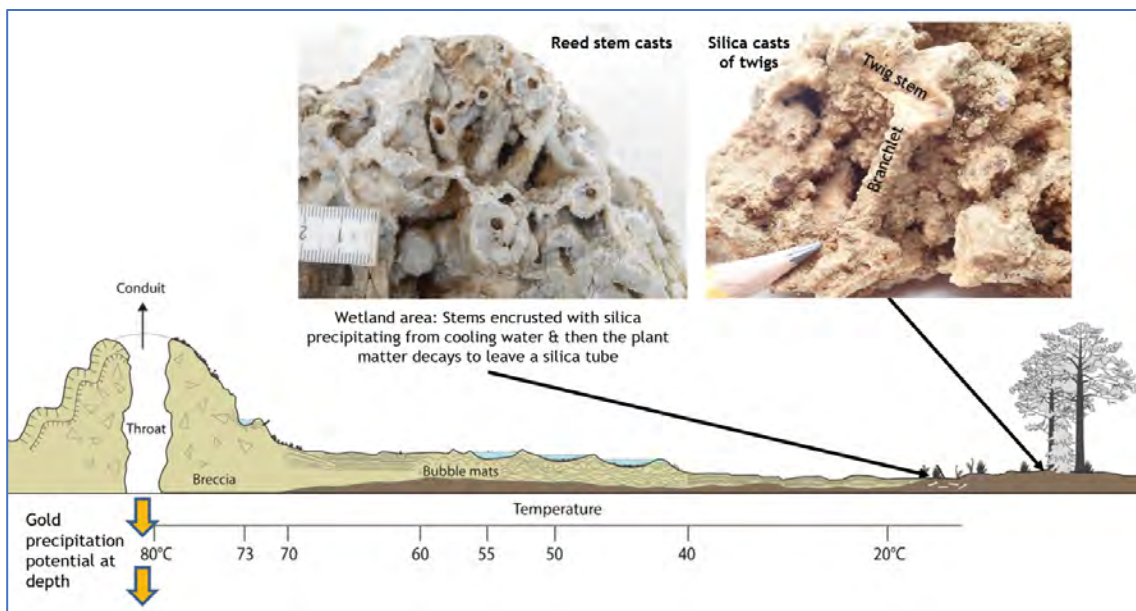 Reed stem casts
Silica casts
of twigs
Twig stem
Branchlet
1
2
Wetland area: Stems encrusted with silica
precipitating from cooling water & then the plant
matter decays to leave a silica tube
Conduit
Throat
Breccia
Bubble mats
Temperature
Gold
precipitation
potential at
depth
80°C 73 70 60 55 50 40 20°C